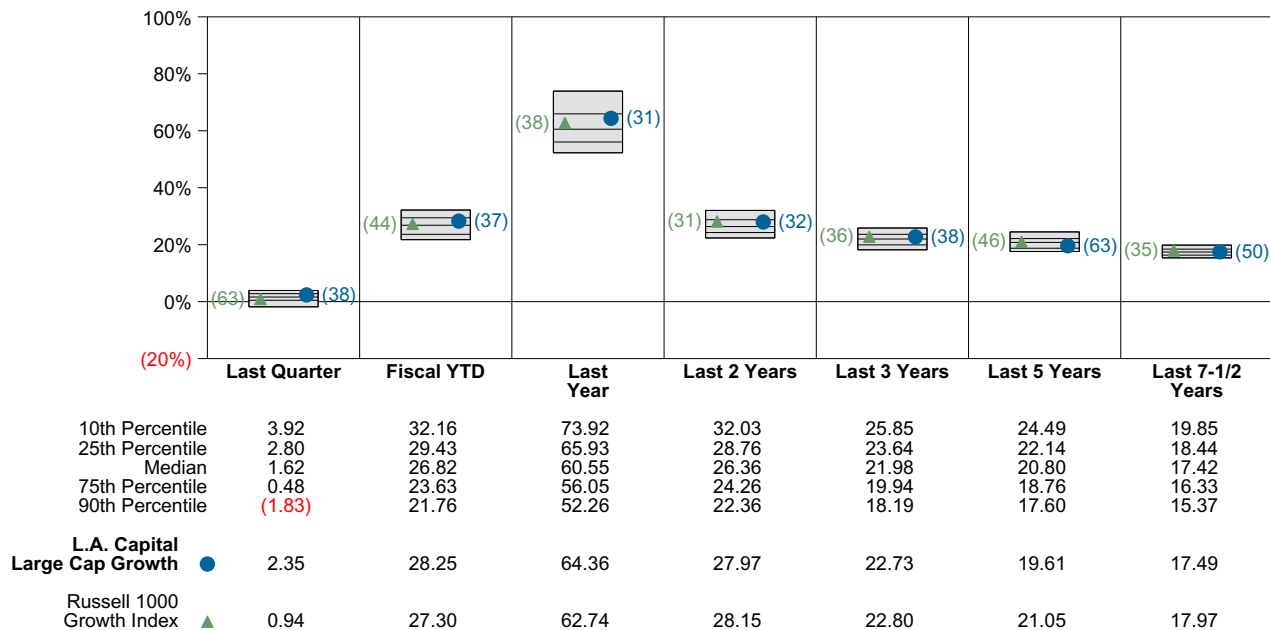 100%
80%
60%
40%
20%
0%
(20%)
(63) (38)
(44) (37)
(38) (31)
(31) (32)
(36) (38)
(46) (63)
(35) (50)
Last Quarter Fiscal YTD Last Year Last 2 Years Last 3 Years Last 5 Years Last 7-1/2 Years
10th Percentile 3.92 32.16 73.92 32.03 25.85 24.49 19.85
25th Percentile 2.80 29.43 65.93 28.76 23.64 22.14 18.44
Median 1.62 26.82 60.55 26.36 21.98 20.80 17.42
75th Percentile 0.48 23.63 56.05 24.26 19.94 18.76 16.33
90th Percentile (1.83) 21.76 52.26 22.36 18.19 17.60 15.37
L.A. Capital
Large Cap Growth 2.35 28.25 64.36 27.97 22.73 19.61 17.49
Russell 1000
Growth Index 0.94 27.30 62.74 28.15 22.80 21.05 17.97